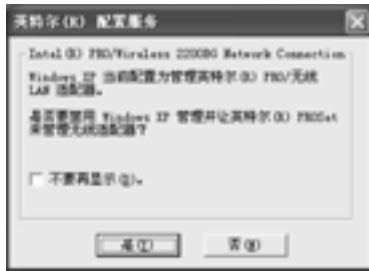 英特尔(R) 配置服务
Intel(R) PRO/Wireless 2200BG Network Connection
Windows XP 当前配置为管理英特尔(R) PRO/无线
LAN 适配器。
是否要禁用 Windows XP 管理并让英特尔(R) PROSet
来管理无线适配器?
不要再显示(D)。
是(Y)
否(N)